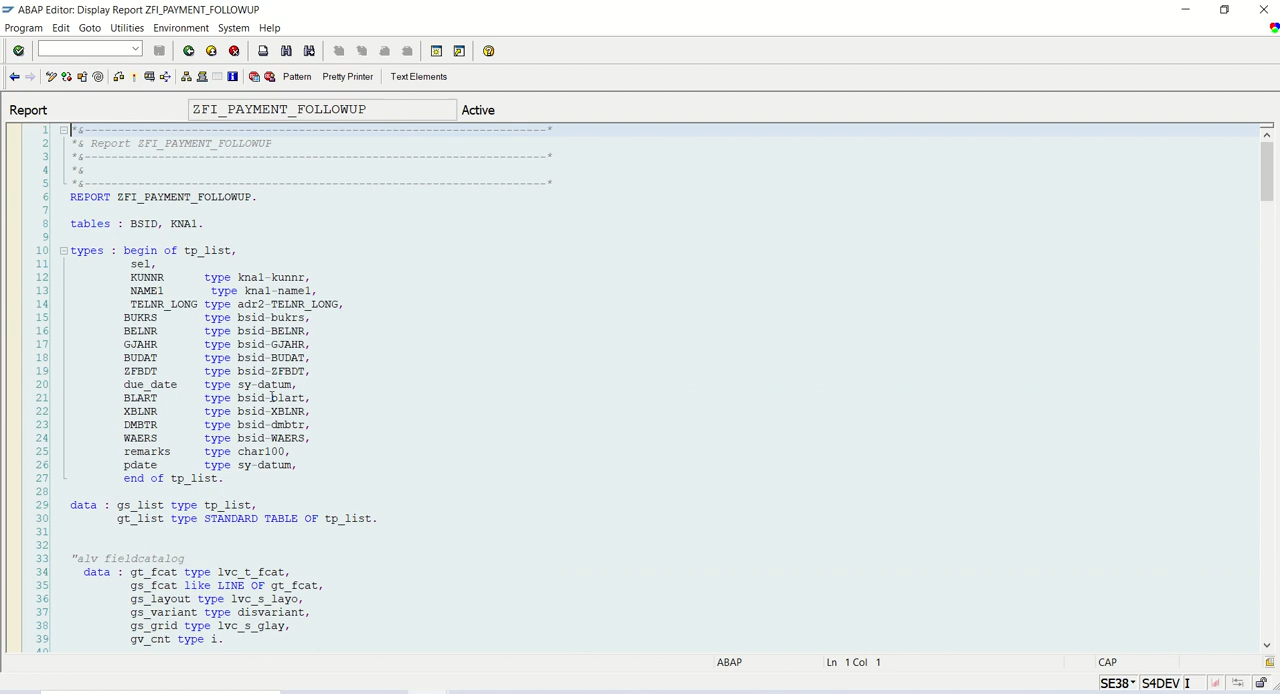 ABAP Editor: Display Report ZFI_PAYMENT_FOLLOWUP
Program Edit Goto Utilities Environment System Help
Pattern Pretty Printer Text Elements
Report ZFI_PAYMENT_FOLLOWUP Active
1 *&---------------------------------------------------------------------*
2 *& Report ZFI_PAYMENT_FOLLOWUP
3 *&---------------------------------------------------------------------*
4 *&
5 *&---------------------------------------------------------------------*
6 REPORT ZFI_PAYMENT_FOLLOWUP.
7
8 tables : BSID, KNA1.
9
10 types : begin of tp_list,
11 sel,
12 KUNNR type kna1-kunnr,
13 NAME1 type kna1-name1,
14 TELNR_LONG type adr2-TELNR_LONG,
15 BUKRS type bsid-bukrs,
16 BELNR type bsid-BELNR,
17 GJAHR type bsid-GJAHR,
18 BUDAT type bsid-BUDAT,
19 ZFBDT type bsid-ZFBDT,
20 due_date type sy-datum,
21 BLART type bsid-blart,
22 XBLNR type bsid-XBLNR,
23 DMBTR type bsid-dmbtr,
24 WAERS type bsid-WAERS,
25 remarks type char100,
26 pdate type sy-datum,
27 end of tp_list.
28
29 data : gs_list type tp_list,
30 gt_list type STANDARD TABLE OF tp_list.
31
32
33 "alv fieldcatalog
34 data : gt_fcat type lvc_t_fcat,
35 gs_fcat like LINE OF gt_fcat,
36 gs_layout type lvc_s_layo,
37 gs_variant type disvariant,
38 gs_grid type lvc_s_glay,
39 gv_cnt type i.
40
ABAP Ln 1 Col 1 CAP
SE38 S4DEV